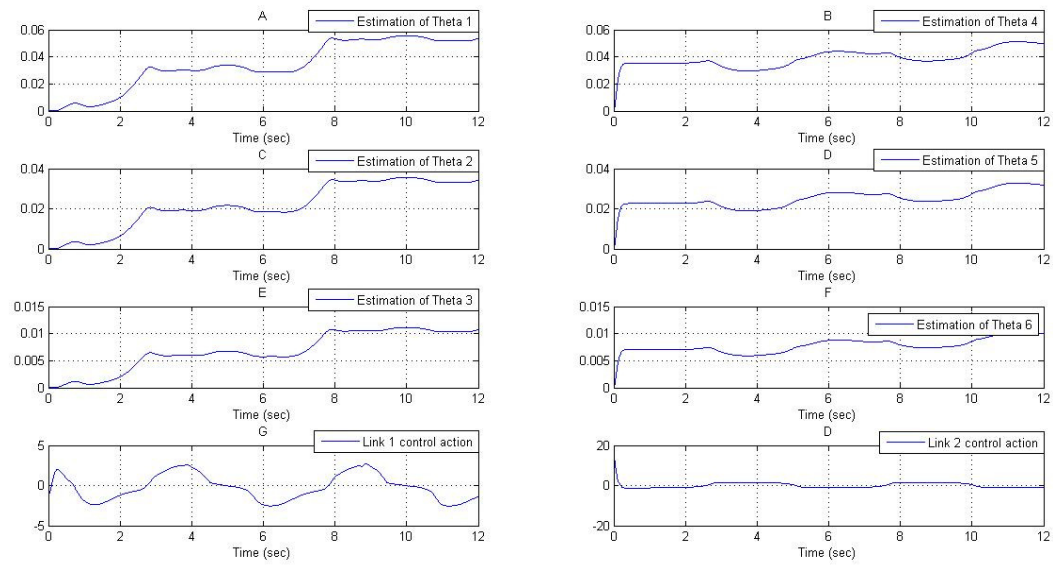 A
Estimation of Theta 1
0.06
0.04
0.02
0
0 2 4 6 8 10 12
Time (sec)
B
Estimation of Theta 4
0.06
0.04
0.02
0
0 2 4 6 8 10 12
Time (sec)
C
Estimation of Theta 2
0.04
0.02
0
0 2 4 6 8 10 12
Time (sec)
D
Estimation of Theta 5
0.04
0.02
0
0 2 4 6 8 10 12
Time (sec)
E
Estimation of Theta 3
0.015
0.01
0.005
0
0 2 4 6 8 10 12
Time (sec)
F
Estimation of Theta 6
0.015
0.01
0.005
0
0 2 4 6 8 10 12
Time (sec)
G
Link 1 control action
5
0
-5
0 2 4 6 8 10 12
Time (sec)
D
Link 2 control action
20
0
-20
0 2 4 6 8 10 12
Time (sec)